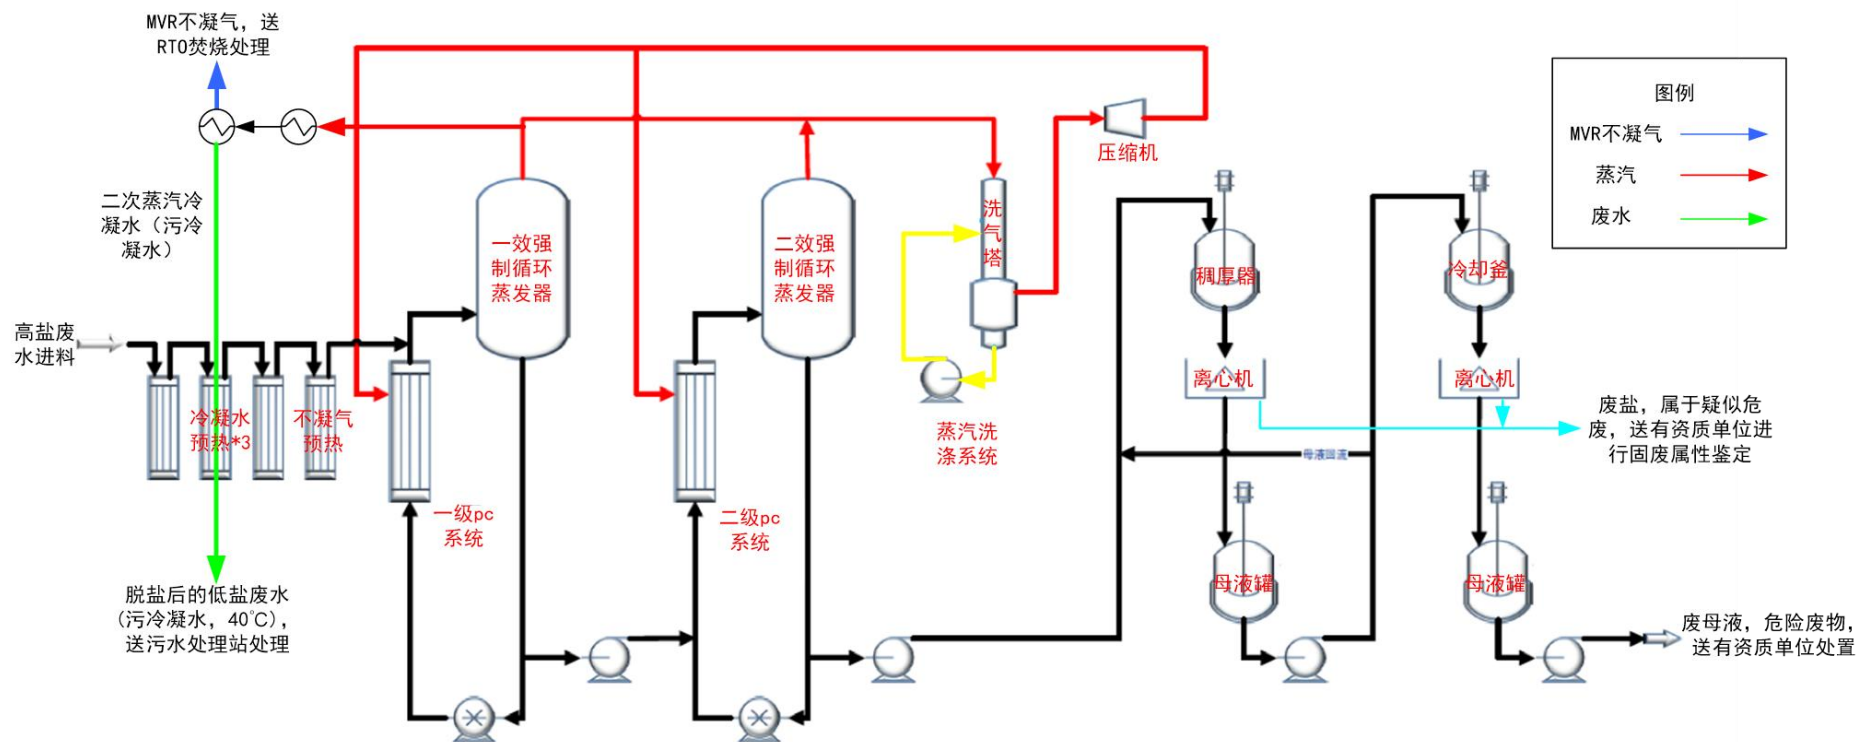 MVR不凝气，送
RTO焚烧处理
图例
MVR不凝气
蒸汽
废水
压缩机
二次蒸汽冷
凝水（污冷
凝水）
一效强
制循环
蒸发器
二效强
制循环
蒸发器
洗
气
塔
稠厚器
冷却釜
高盐废
水进料
冷凝水
预热*3
不凝气
预热
离心机
离心机
蒸汽洗
涤系统
废盐，属于疑似危
废，送有资质单位进
行固废属性鉴定
母液回流
一级pc
系统
二级pc
系统
脱盐后的低盐废水
（污冷凝水，40℃），
送污水处理站处理
母液罐
母液罐
废母液，危险废物，
送有资质单位处置